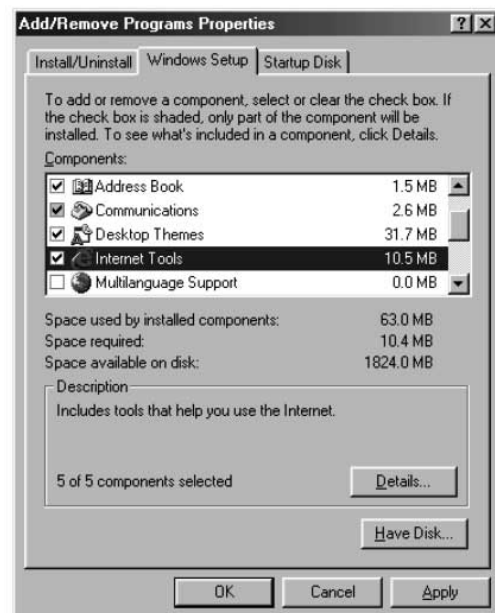 Add/Remove Programs Properties
Install/Uninstall Windows Setup Startup Disk
To add or remove a component, select or clear the check box. If
the check box is shaded, only part of the component will be
installed. To see what's included in a component, click Details.
Components:
Address Book 1.5 MB
Communications 2.6 MB
Desktop Themes 31.7 MB
Internet Tools 10.5 MB
Multilanguage Support 0.0 MB
Space used by installed components: 63.0 MB
Space required: 10.4 MB
Space available on disk: 1824.0 MB
Description
Includes tools that help you use the Internet.
5 of 5 components selected Details...
Have Disk...
OK Cancel Apply